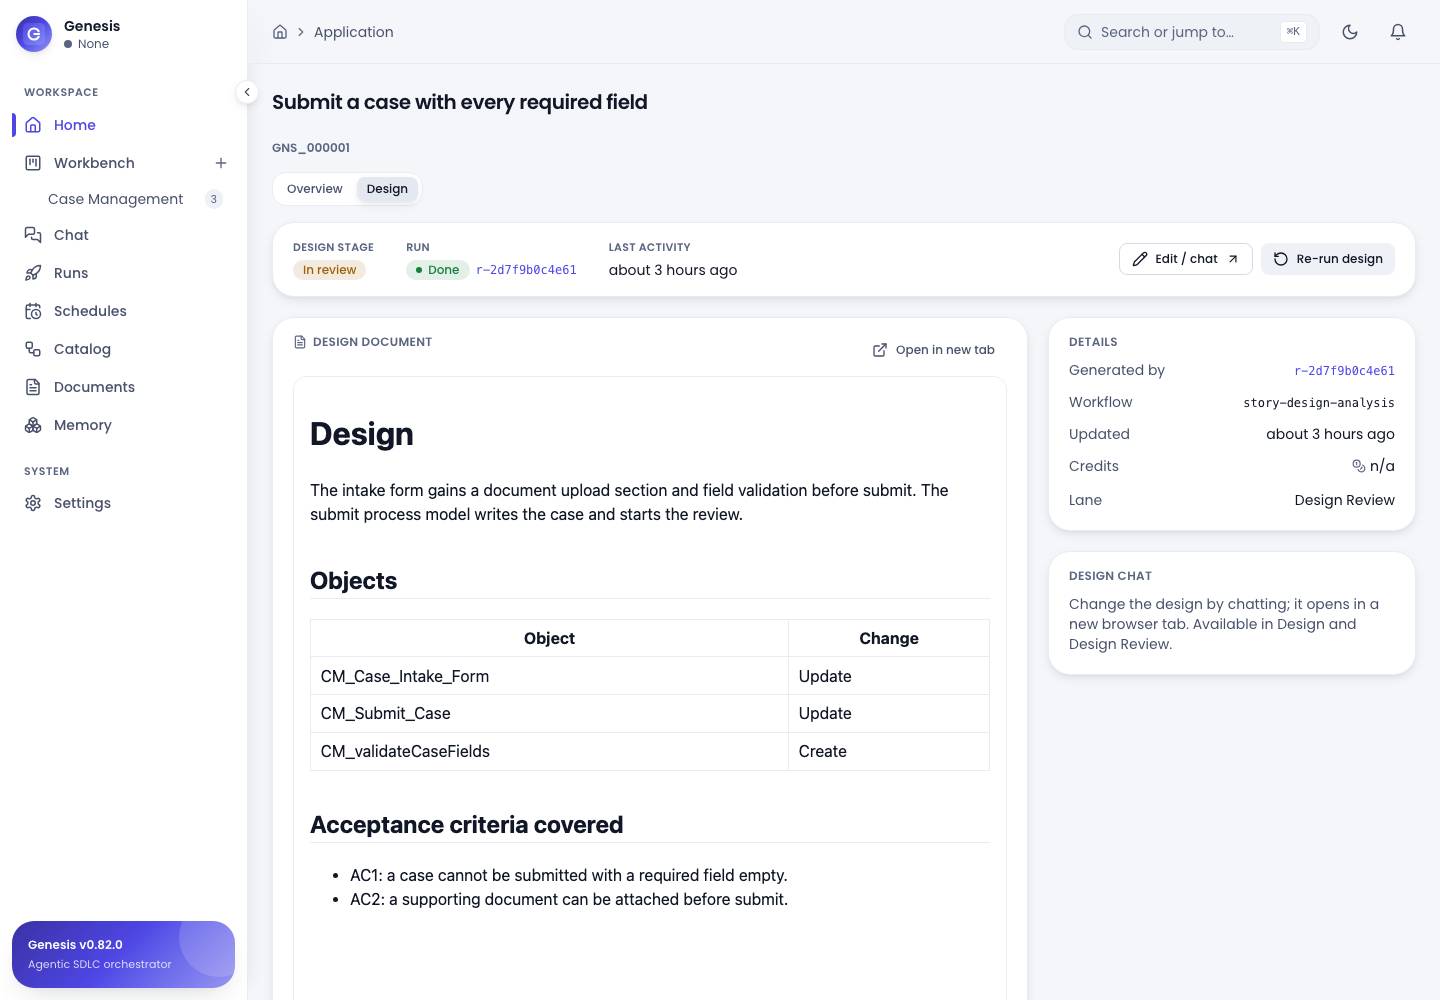 Genesis
None
WORKSPACE
Home
Workbench
Case Management 3
Chat
Runs
Schedules
Catalog
Documents
Memory
SYSTEM
Settings
Genesis v0.82.0
Agentic SDLC orchestrator
Application
Search or jump to...
⌘K
Submit a case with every required field
GNS_000001
Overview
Design
DESIGN STAGE
In review
RUN
Done r-2d7f9b0c4e61
LAST ACTIVITY
about 3 hours ago
Edit / chat
Re-run design
DESIGN DOCUMENT
Open in new tab
Design
The intake form gains a document upload section and field validation before submit. The
submit process model writes the case and starts the review.
Objects
Object Change
CM_Case_Intake_Form Update
CM_Submit_Case Update
CM_validateCaseFields Create
Acceptance criteria covered
• AC1: a case cannot be submitted with a required field empty.
• AC2: a supporting document can be attached before submit.
DETAILS
Generated by r-2d7f9b0c4e61
Workflow story-design-analysis
Updated about 3 hours ago
Credits n/a
Lane Design Review
DESIGN CHAT
Change the design by chatting; it opens in a
new browser tab. Available in Design and
Design Review.